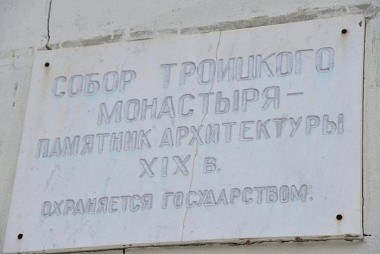 СОБОР ТРОИЦКОГО
МОНАСТЫРЯ–
ПАМЯТНИК АРХИТЕКТУРЫ
XIX В.
ОХРАНЯЕТСЯ ГОСУДАРСТВОМ.